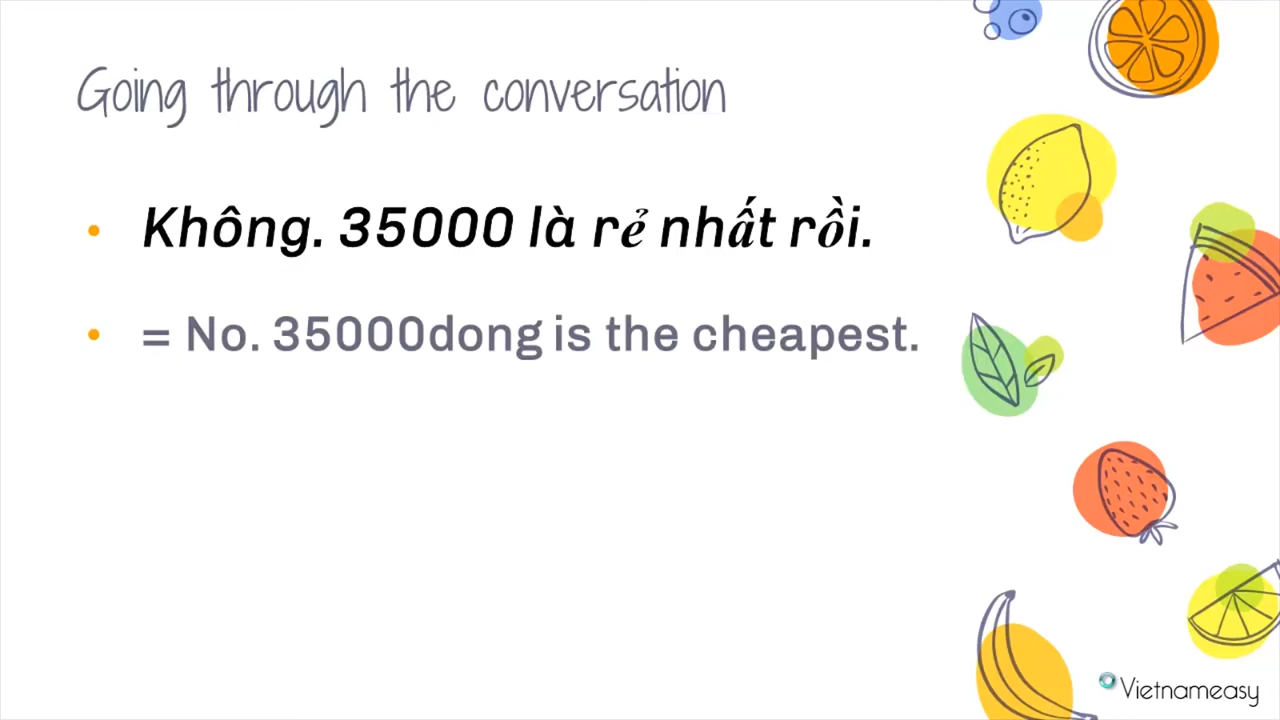 Going through the conversation
• Không. 35000 là rẻ nhất rồi.
• = No. 35000dong is the cheapest.
Vietnameasy